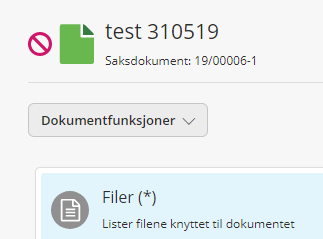 test 310519
Saksdokument: 19/00006-1
Dokumentfunksjoner
Filer (*)
Lister filene knyttet til dokumentet